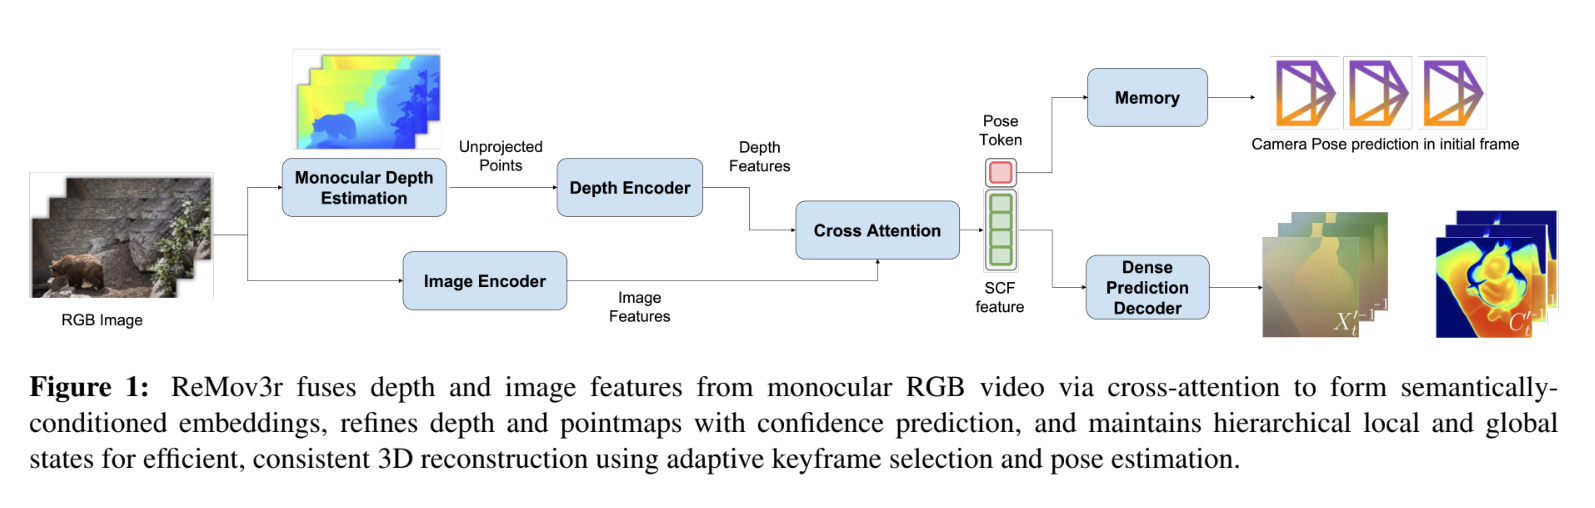 RGB Image
Monocular Depth
Estimation
Unprojected
Points
Depth Encoder
Depth
Features
Image Encoder
Image
Features
Cross Attention
Pose
Token
SCF
feature
Memory
Camera Pose prediction in initial frame
Dense
Prediction
Decoder
X_t'^{-1}
-1
C_t'^{-1}
1
Figure 1: ReMov3r fuses depth and image features from monocular RGB video via cross-attention to form semantically-
conditioned embeddings, refines depth and pointmaps with confidence prediction, and maintains hierarchical local and global
states for efficient, consistent 3D reconstruction using adaptive keyframe selection and pose estimation.